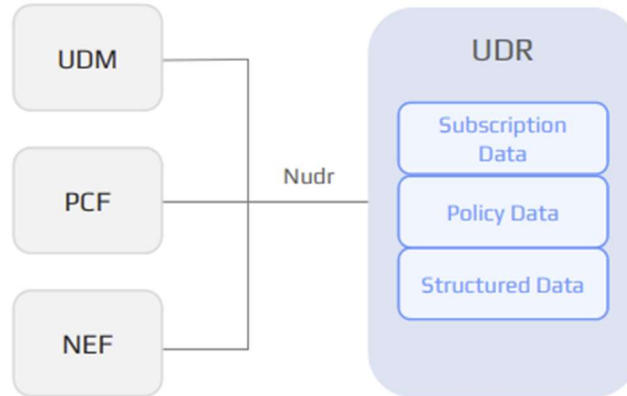 UDM
PCF
NEF
Nudr
UDR
Subscription
Data
Policy Data
Structured Data